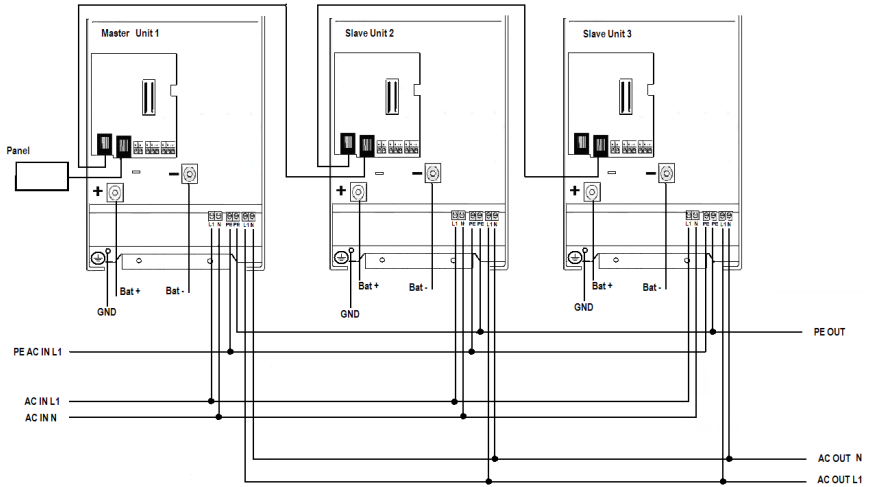 Master Unit 1
Slave Unit 2
Slave Unit 3
Panel
+
−
+
−
+
−
L1 N PE PE L1 N
L1 N PE PE L1 N
L1 N PE PE L1 N
Bat +
Bat -
Bat +
Bat -
Bat +
Bat -
GND
GND
GND
PE OUT
PE AC IN L1
AC IN L1
AC IN N
AC OUT N
AC OUT L1